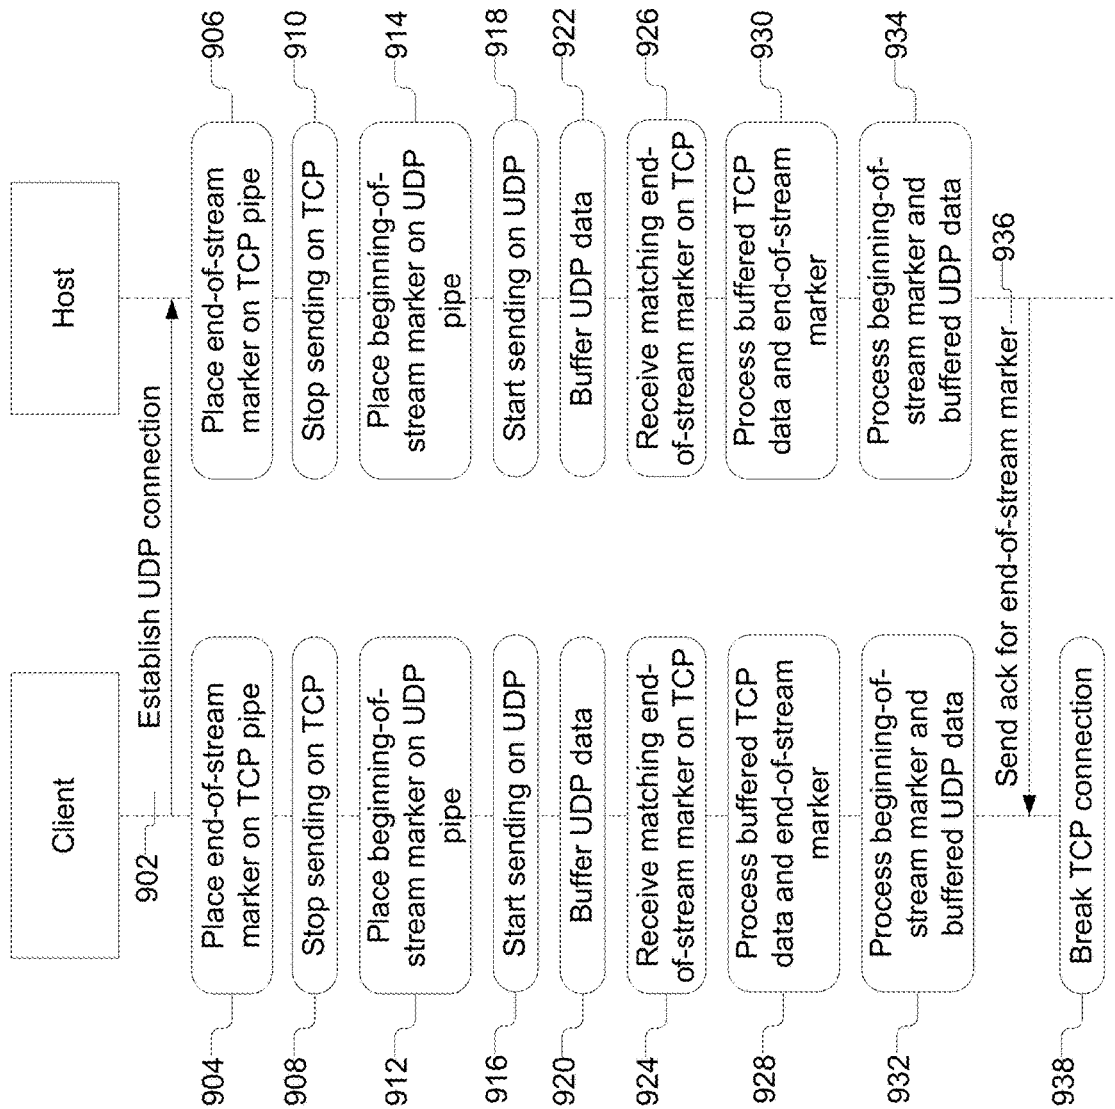 Client
Host
902
Establish UDP connection
904
Place end-of-stream
marker on TCP pipe
Place end-of-stream
marker on TCP pipe
906
908
Stop sending on TCP
Stop sending on TCP
910
912
Place beginning-of-
stream marker on UDP
pipe
Place beginning-of-
stream marker on UDP
pipe
914
916
Start sending on UDP
Start sending on UDP
918
920
Buffer UDP data
Buffer UDP data
922
924
Receive matching end-
of-stream marker on TCP
Receive matching end-
of-stream marker on TCP
926
928
Process buffered TCP
data and end-of-stream
marker
Process buffered TCP
data and end-of-stream
marker
930
932
Process beginning-of-
stream marker and
buffered UDP data
Process beginning-of-
stream marker and
buffered UDP data
934
Send ack for end-of-stream marker
936
938
Break TCP connection